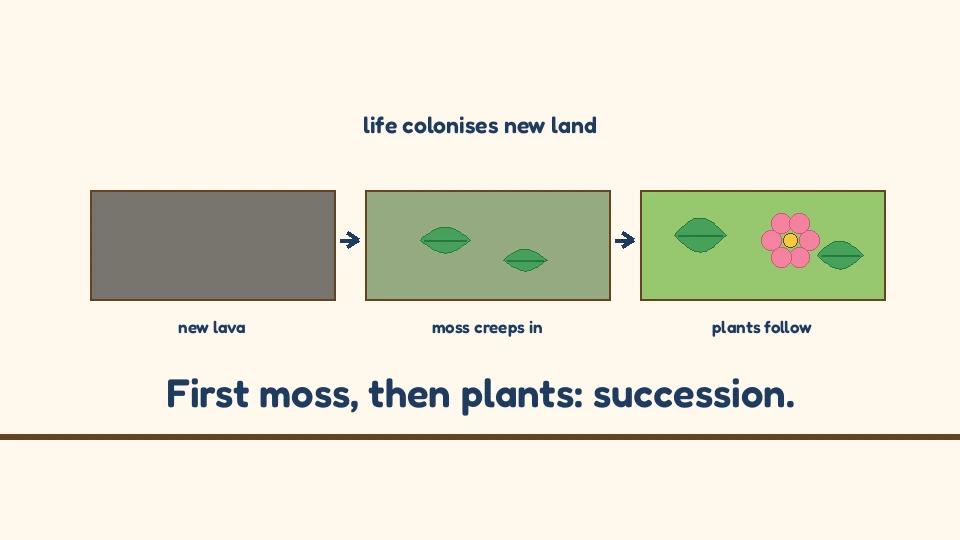 life colonises new land
new lava
moss creeps in
plants follow
First moss, then plants: succession.